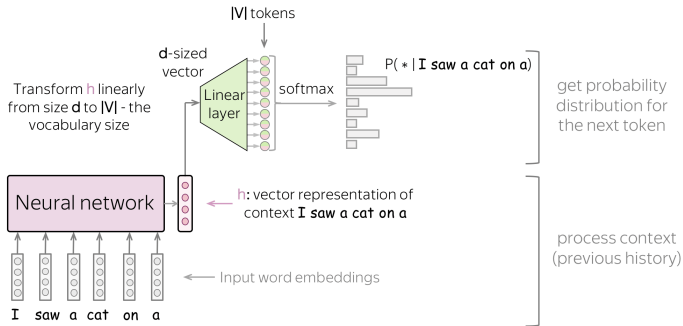 |V| tokens
d-sized
vector
P( * | I saw a cat on a)
Transform h linearly
from size d to |V| - the
vocabulary size
Linear
layer
softmax
get probability
distribution for
the next token
Neural network
h: vector representation of
context I saw a cat on a
process context
(previous history)
Input word embeddings
I saw a cat on a